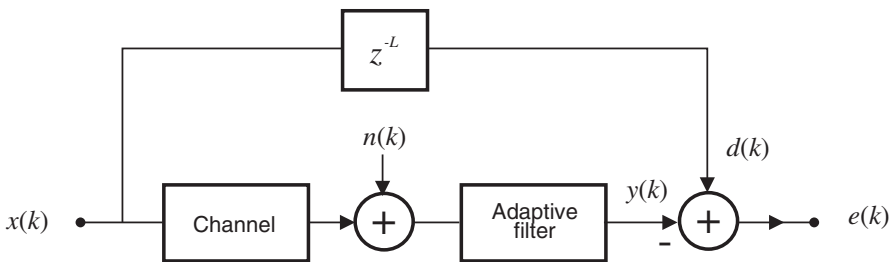 z^{-L}
n(k)
d(k)
y(k)
x(k)
Channel
+
Adaptive
filter
-
+
e(k)